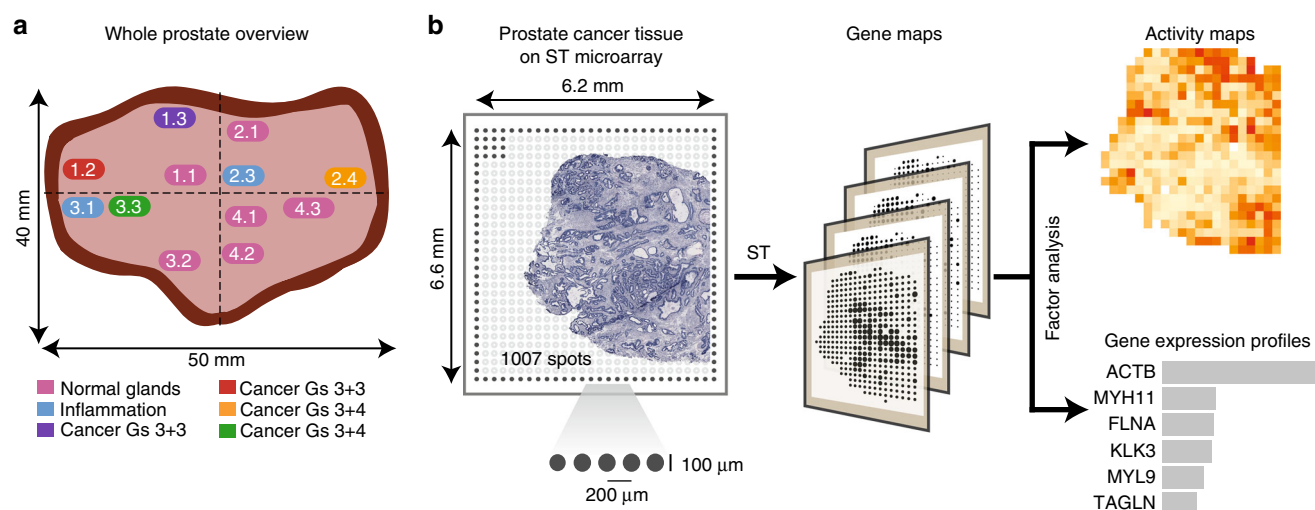 a
Whole prostate overview
1.3
2.1
1.2
1.1
2.3
2.4
3.1
3.3
4.1
4.3
3.2
4.2
40 mm
50 mm
Normal glands
Inflammation
Cancer Gs 3+3
Cancer Gs 3+3
Cancer Gs 3+4
Cancer Gs 3+4
b
Prostate cancer tissue
on ST microarray
6.2 mm
6.6 mm
1007 spots
100 μm
200 μm
ST
Gene maps
Factor analysis
Activity maps
Gene expression profiles
ACTB
MYH11
FLNA
KLK3
MYL9
TAGLN